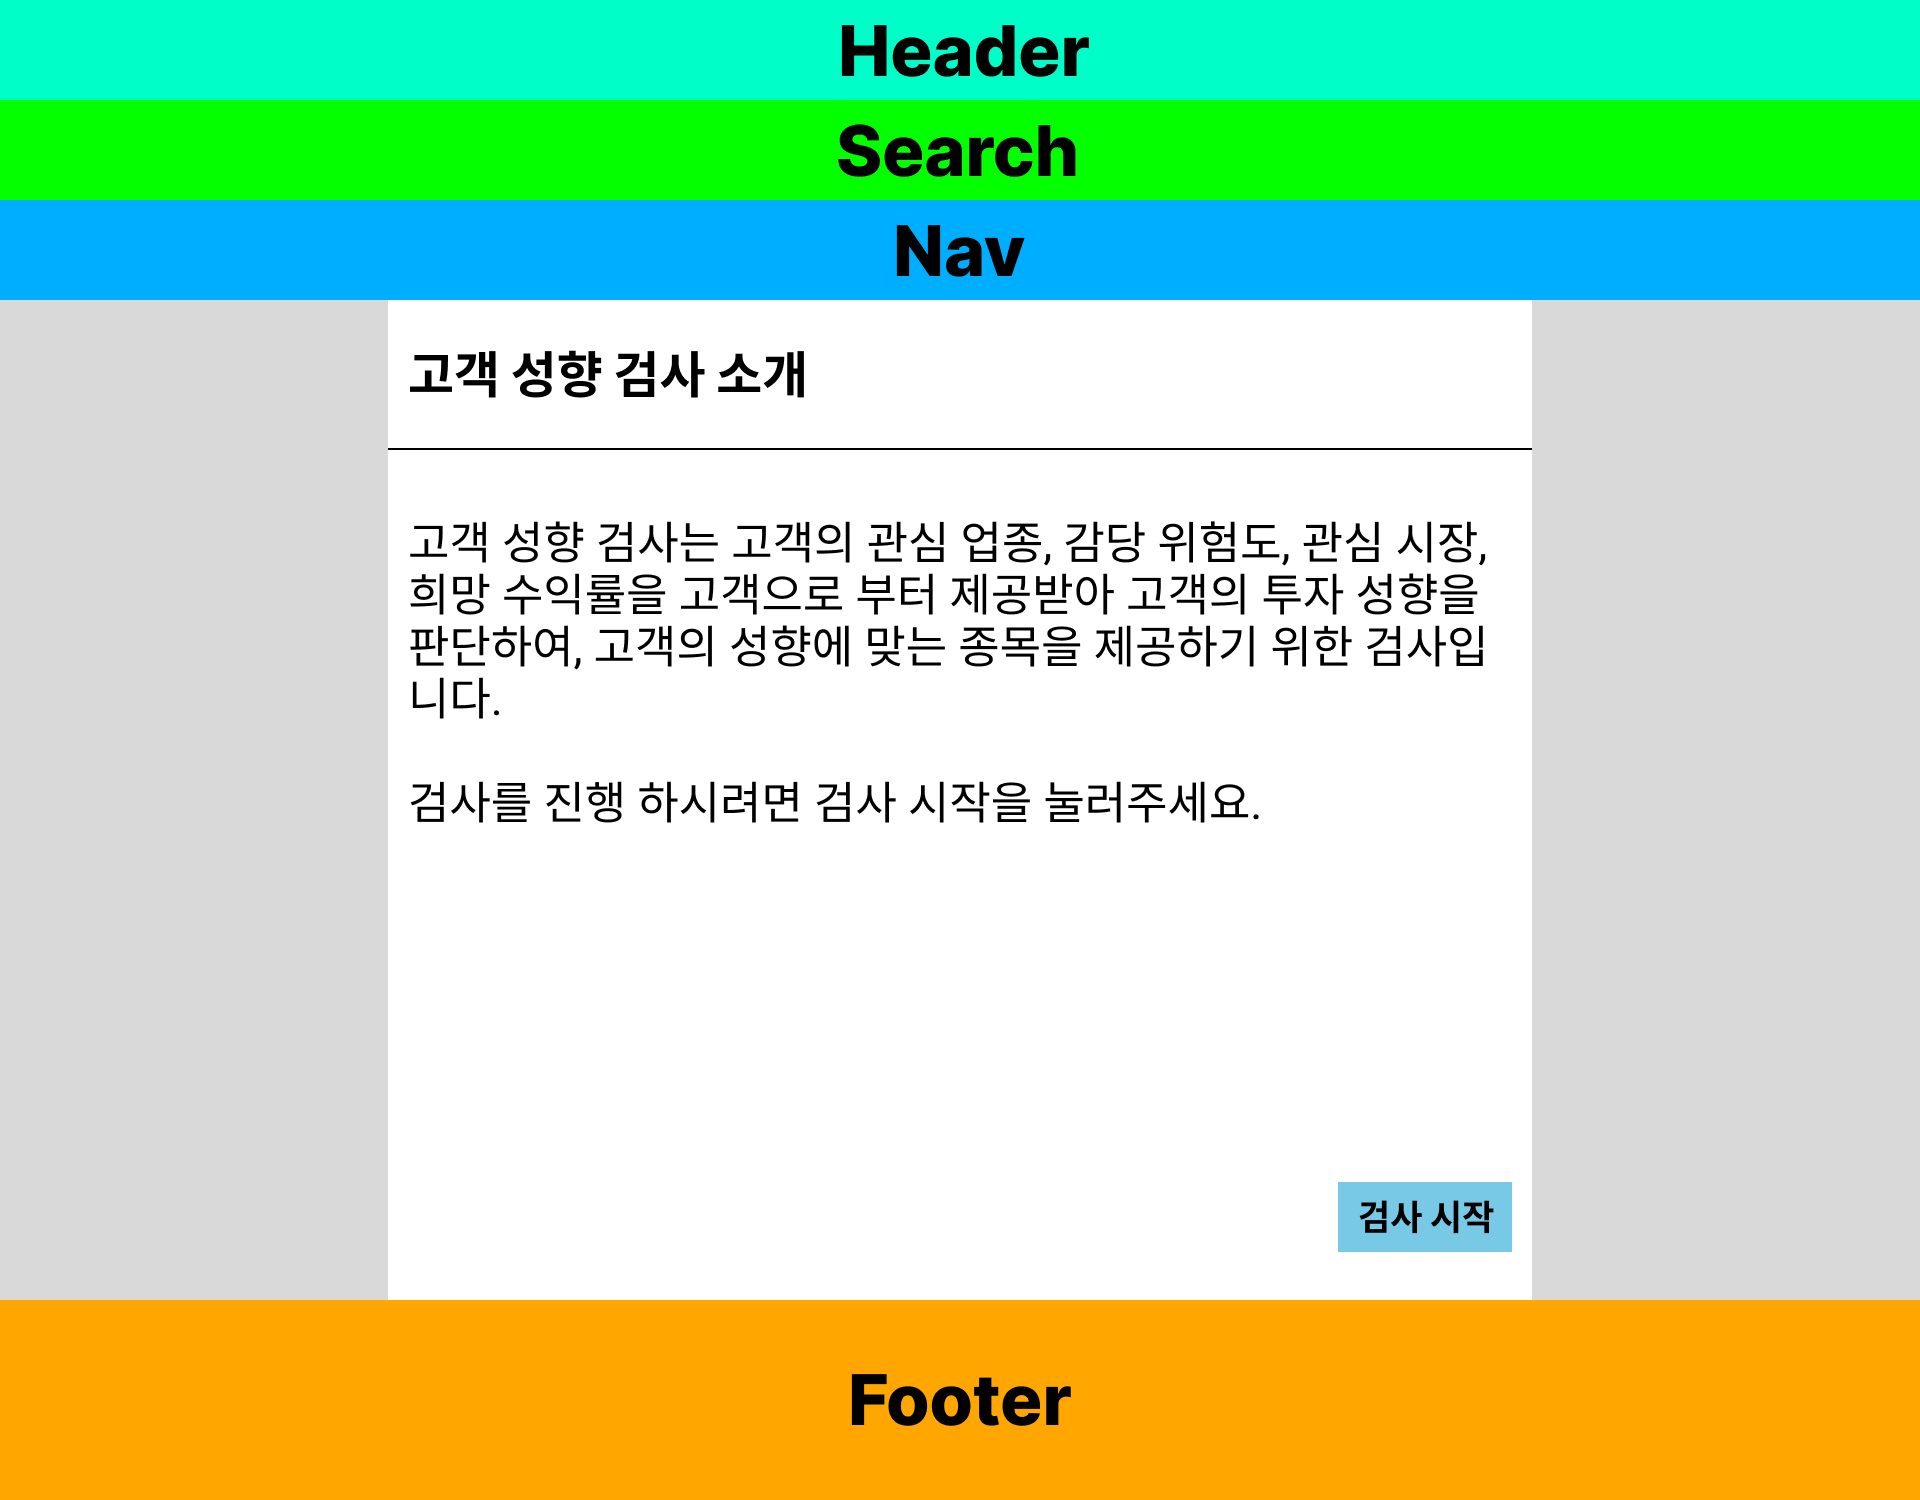 Header
Search
Nav
고객 성향 검사 소개
고객 성향 검사는 고객의 관심 업종, 감당 위험도, 관심 시장,
희망 수익률을 고객으로 부터 제공받아 고객의 투자 성향을
판단하여, 고객의 성향에 맞는 종목을 제공하기 위한 검사입
니다.
검사를 진행 하시려면 검사 시작을 눌러주세요.
검사 시작
Footer